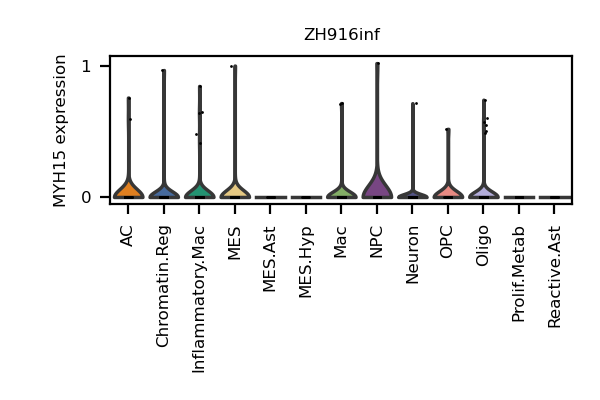 ZH916inf
MYH15 expression
1
0
AC
Chromatin.Reg
Inflammatory.Mac
MES
MES.Ast
MES.Hyp
Mac
NPC
Neuron
OPC
Oligo
Prolif.Metab
Reactive.Ast